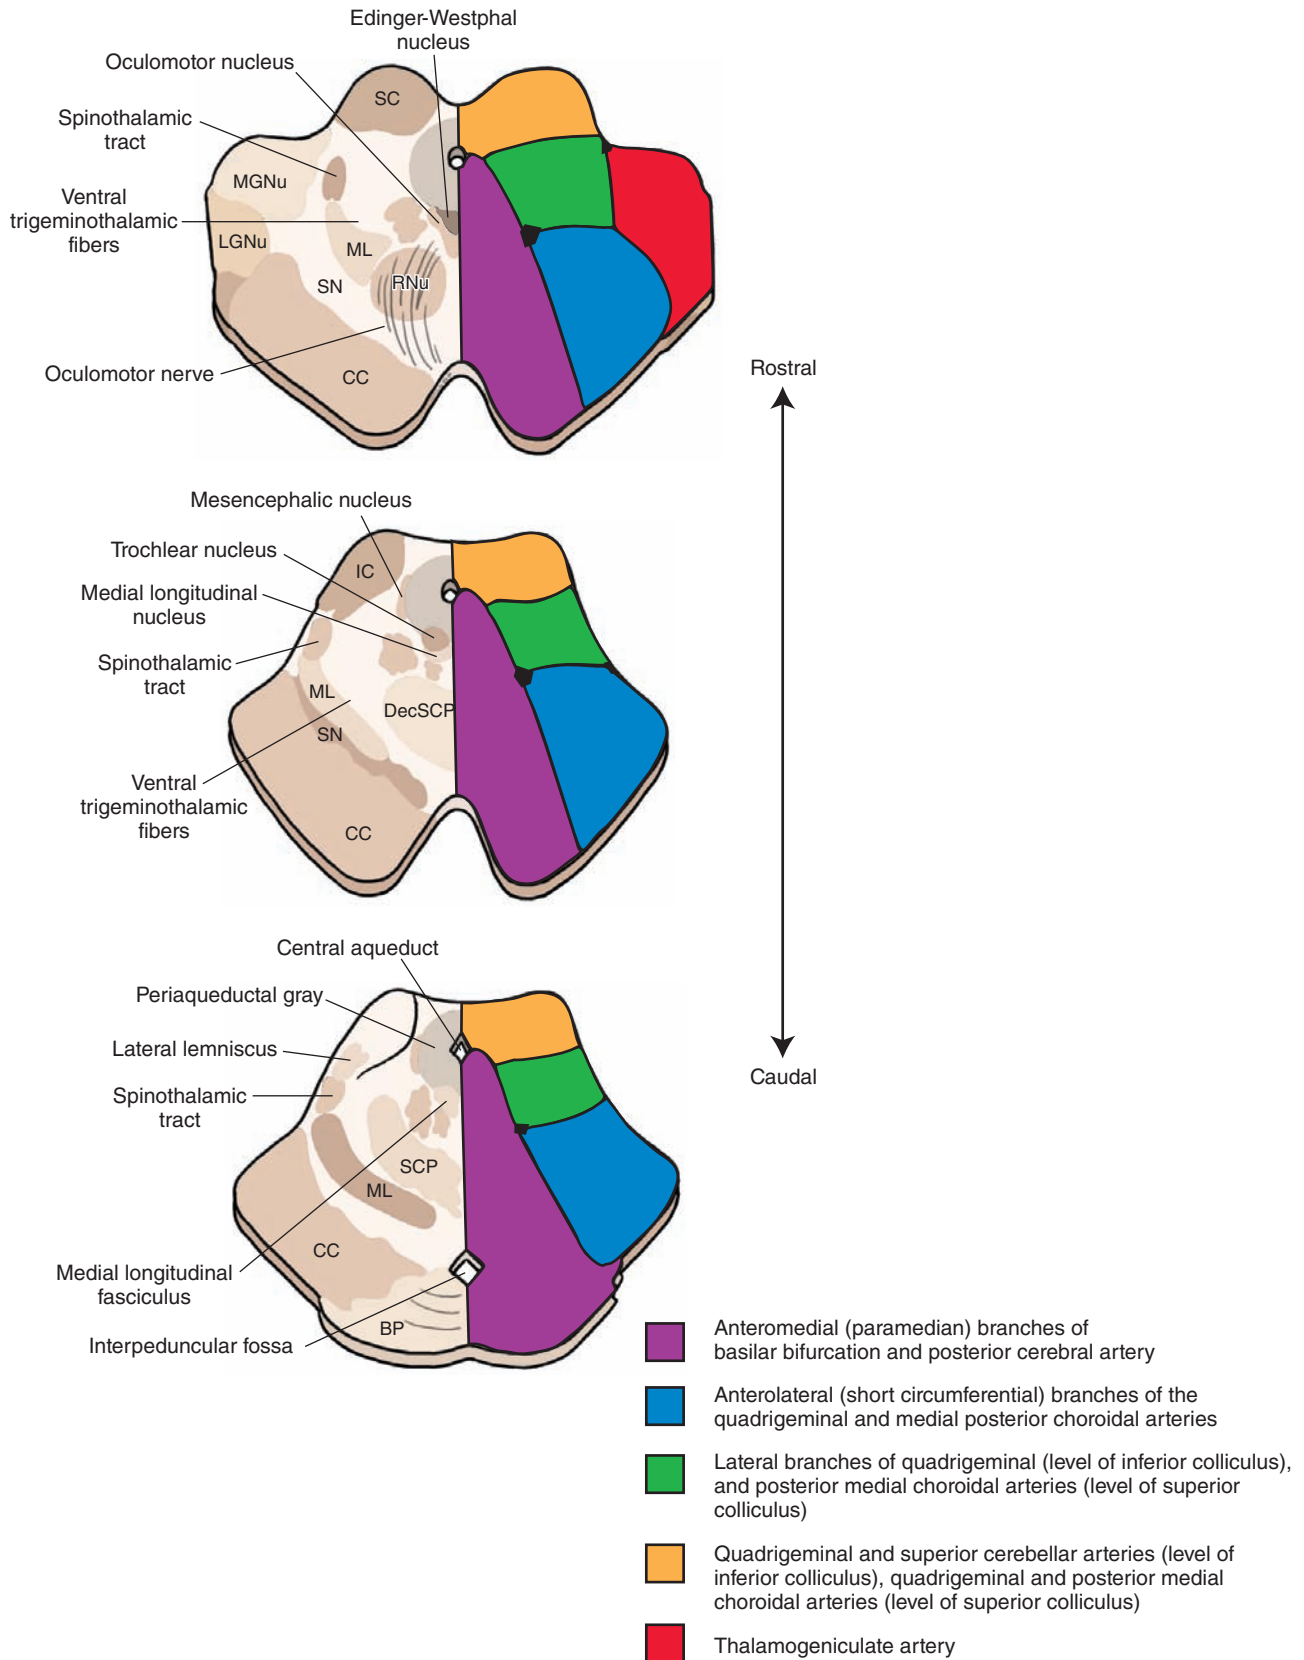 Edinger-Westphal
nucleus
Oculomotor nucleus
SC
Spinothalamic
tract
MGNu
Ventral
trigeminothalamic
fibers
LGNu
ML
SN
RNu
Oculomotor nerve
CC
Rostral
Mesencephalic nucleus
Trochlear nucleus
IC
Medial longitudinal
nucleus
Spinothalamic
tract
ML
DecSCP
SN
Ventral
trigeminothalamic
fibers
CC
Central aqueduct
Periaqueductal gray
Lateral lemniscus
Caudal
Spinothalamic
tract
SCP
ML
CC
Medial longitudinal
fasciculus
BP
Interpeduncular fossa
Anteromedial (paramedian) branches of
basilar bifurcation and posterior cerebral artery
Anterolateral (short circumferential) branches of the
quadrigeminal and medial posterior choroidal arteries
Lateral branches of quadrigeminal (level of inferior colliculus),
and posterior medial choroidal arteries (level of superior
colliculus)
Quadrigeminal and superior cerebellar arteries (level of
inferior colliculus), quadrigeminal and posterior medial
choroidal arteries (level of superior colliculus)
Thalamogeniculate artery